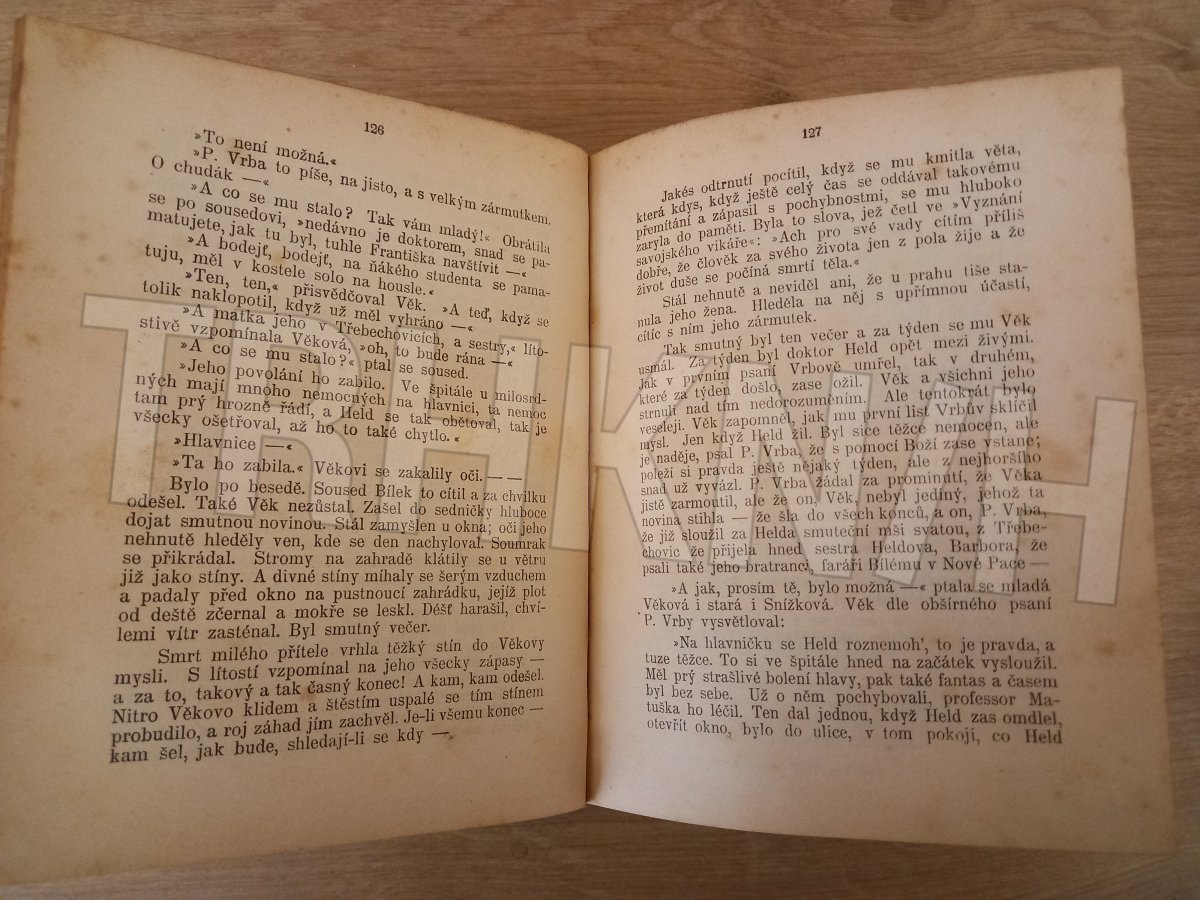 126
»To není možná.«
»P. Vrba to píše, na jisto, a s velkým zármutkem.
O chudák —«
»A co se mu stalo? Tak vám mladý!« Obrátila
se po sousedovi, »nedávno je doktorem, snad se pa-
matujete, jak tu byl, tuhle Františka navštívit —«
»A bodejť, bodejť, na ňákého studenta se pama-
tuju, měl v kostele solo na housle.«
»Ten, ten,« přisvědčoval Věk. »A teď, když se
tolik naklopotil, když už měl vyhráno —«
»A matka jeho v Třebechovicích, a sestry,« líto-
stivě vzpomínala Věková. »oh, to bude rána —«
»A co se mu stalo?« ptal se soused.
»Jeho povolání ho zabilo. Ve špitále u milosrd-
ných mají mnoho nemocných na hlavnici, ta nemoc
tam prý hrozně řádí, a Held se tak obětoval, tak je
všecky ošetřoval, až ho to také chytlo.«
»Hlavnice —«
»Ta ho zabila.« Věkovi se zakalily oči. — —
Bylo po besedě. Soused Bílek to cítil a za chvilku
odešel. Také Věk nezůstal. Zašel do sedničky hluboce
dojat smutnou novinou. Stál zamyšlen u okna; oči jeho
nehnutě hleděly ven, kde se den nachyloval. Soumrak
se přikrádal. Stromy na zahradě klátily se u větru
již jako stíny. A divné stíny míhaly se šerým vzduchem
a padaly před okno na pustnoucí zahrádku, jejíž plot
od deště zčernal a mokře se leskl. Déšť harašil, chví-
lemi vítr zasténal. Byl smutný večer.
Smrt milého přítele vrhla těžký stín do Věkovy
mysli. S lítostí vzpomínal na jeho všecky zápasy —
a za to, takový a tak časný konec! A kam, kam odešel.
Nitro Věkovo klidem a štěstím uspalé se tím stínem
probudilo, a roj záhad jím zachvěl. Je-li všemu konec —
kam šel, jak bude, shledají-li se kdy —
127
Jakés odtrnutí pocítil, když se mu kmitla věta,
která kdys, když ještě celý čas se oddával takovému
přemítání a zápasil s pochybnostmi, se mu hluboko
zaryla do paměti. Byla to slova, jež četl ve »Vyznání
savojského vikáře«: »Ach pro své vady cítím příliš
dobře, že člověk za svého života jen z pola žije a že
život duše se počíná smrtí těla.«
Stál nehnutě a neviděl ani, že u prahu tiše sta-
nula jeho žena. Hleděla na něj s upřímnou účastí,
cítíc s ním jeho zármutek.
Tak smutný byl ten večer a za týden se mu Věk
usmál. Za týden byl doktor Held opět mezi živými.
Jak v prvním psaní Vrbově umřel, tak v druhém,
které za týden došlo, zase ožil. Věk a všichni jeho
strnuli nad tím nedorozuměním. Ale tentokrát bylo
veseleji. Věk zapomněl, jak mu první list Vrbův sklíčil
mysl. Jen když Held žil. Byl sice těžce nemocen, ale
je naděje, psal P. Vrba, že s pomocí Boží zase vstane;
poleží si pravda ještě nějaký týden, ale z nejhoršího
snad už vyvázl. P. Vrba žádal za prominutí, že Věka
jistě zarmoutil, ale že on, Věk, nebyl jediný, jehož ta
novina stihla — že šla do všech konců, a on, P. Vrba,
že již sloužil za Helda smuteční mši svatou, z Třebe-
chovic že přijela hned sestra Heldova, Barbora, že
psali také jeho bratranci, faráři Bílému v Nové Pace —
»A jak, prosím tě, bylo možná —« ptala se mladá
Věková i stará i Snížková. Věk dle obšírného psaní
P. Vrby vysvětloval:
»Na hlavničku se Held roznemoh', to je pravda, a
tuze těžce. To si ve špitále hned na začátek vysloužil.
Měl prý strašlivé bolení hlavy, pak také fantas a časem
byl bez sebe. Už o něm pochybovali, professor Ma-
tuška ho léčil. Ten dal jednou, když Held zas omdlel,
otevřít okno, bylo do ulice, v tom pokoji, co Held
TBHKNIH